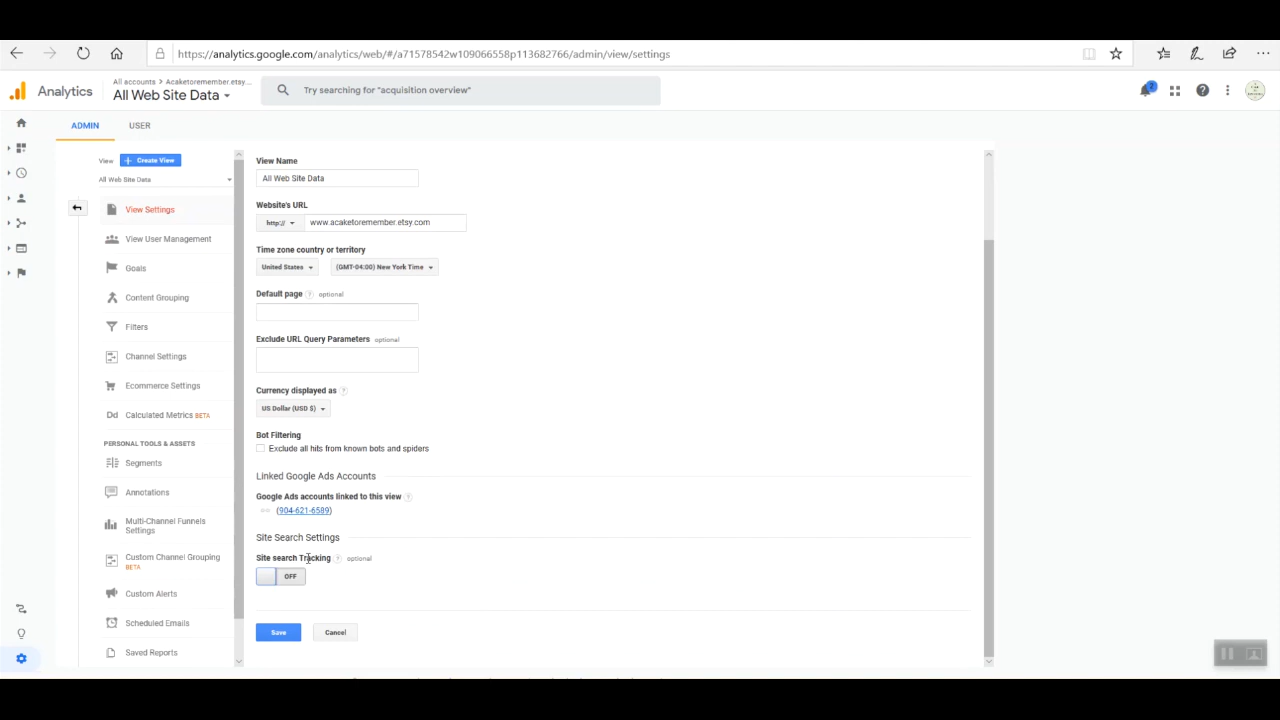 https://analytics.google.com/analytics/web/#/a71578542w109066558p113682766/admin/view/settings
Analytics
All accounts > Acaketoremember.etsy...
All Web Site Data
Try searching for "acquisition overview"
2
ADMIN
USER
View
+ Create View
All Web Site Data
View Settings
View User Management
Goals
Content Grouping
Filters
Channel Settings
Ecommerce Settings
Dd Calculated Metrics BETA
PERSONAL TOOLS & ASSETS
Segments
Annotations
Multi-Channel Funnels
Settings
Custom Channel Grouping
BETA
Custom Alerts
Scheduled Emails
Saved Reports
View Name
All Web Site Data
Website's URL
http:// www.acaketoremember.etsy.com
Time zone country or territory
United States (GMT-04:00) New York Time
Default page ? optional
Exclude URL Query Parameters optional
Currency displayed as ?
US Dollar (USD $)
Bot Filtering
Exclude all hits from known bots and spiders
Linked Google Ads Accounts
Google Ads accounts linked to this view ?
(904-621-6589)
Site Search Settings
Site search Tracking ? optional
OFF
Save Cancel